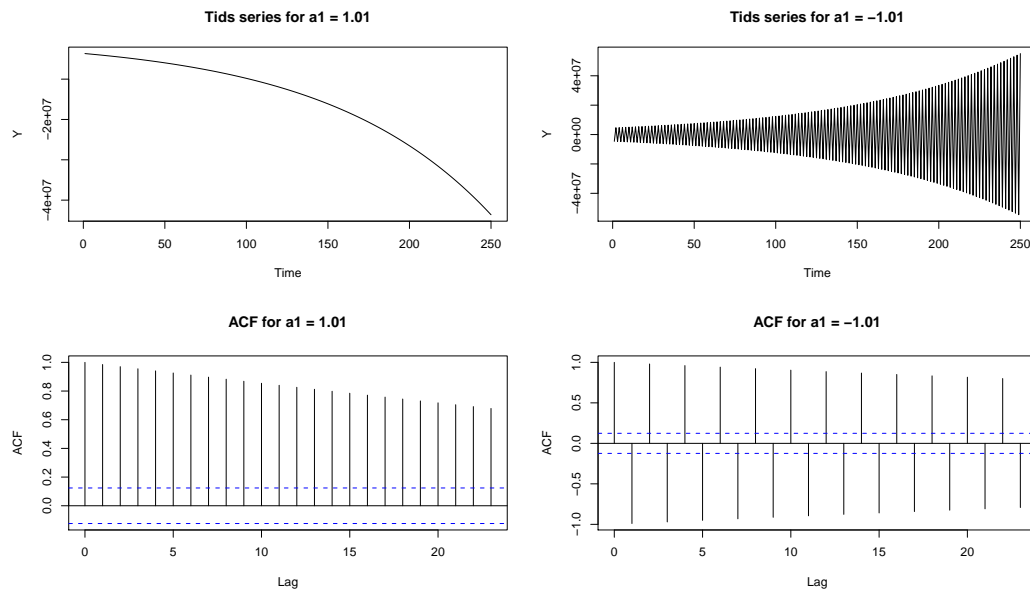 Tids series for a1 = 1.01
Y
−4e+07
−2e+07
0
50
100
150
200
250
Time
Tids series for a1 = −1.01
Y
−4e+07
0e+00
4e+07
0
50
100
150
200
250
Time
ACF for a1 = 1.01
ACF
0.0
0.2
0.4
0.6
0.8
1.0
0
5
10
15
20
Lag
ACF for a1 = −1.01
ACF
−1.0
−0.5
0.0
0.5
1.0
0
5
10
15
20
Lag